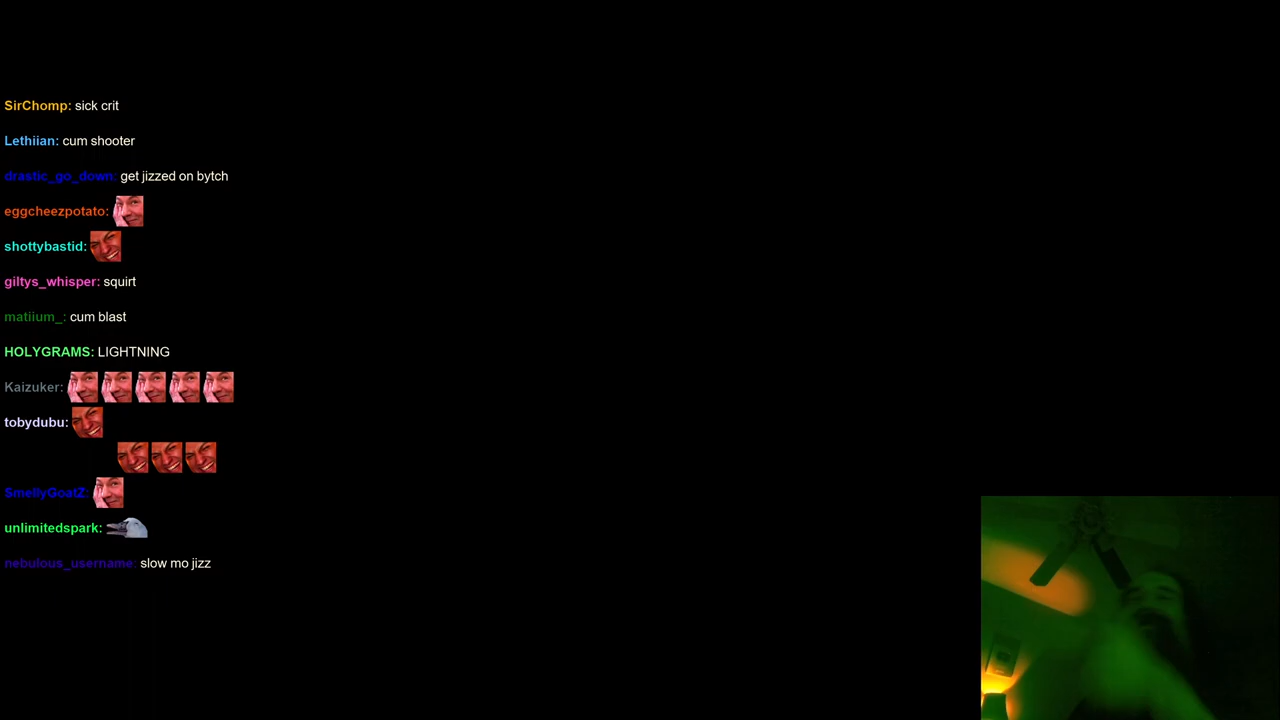 SirChomp: sick crit
Lethiian: cum shooter
drastic_go_down: get jizzed on bytch
eggcheezpotato:
shottybastid:
giltys_whisper: squirt
matiium_: cum blast
HOLYGRAMS: LIGHTNING
Kaizuker:
tobydubu:
SmellyGoatZ:
unlimitedspark:
nebulous_username: slow mo jizz